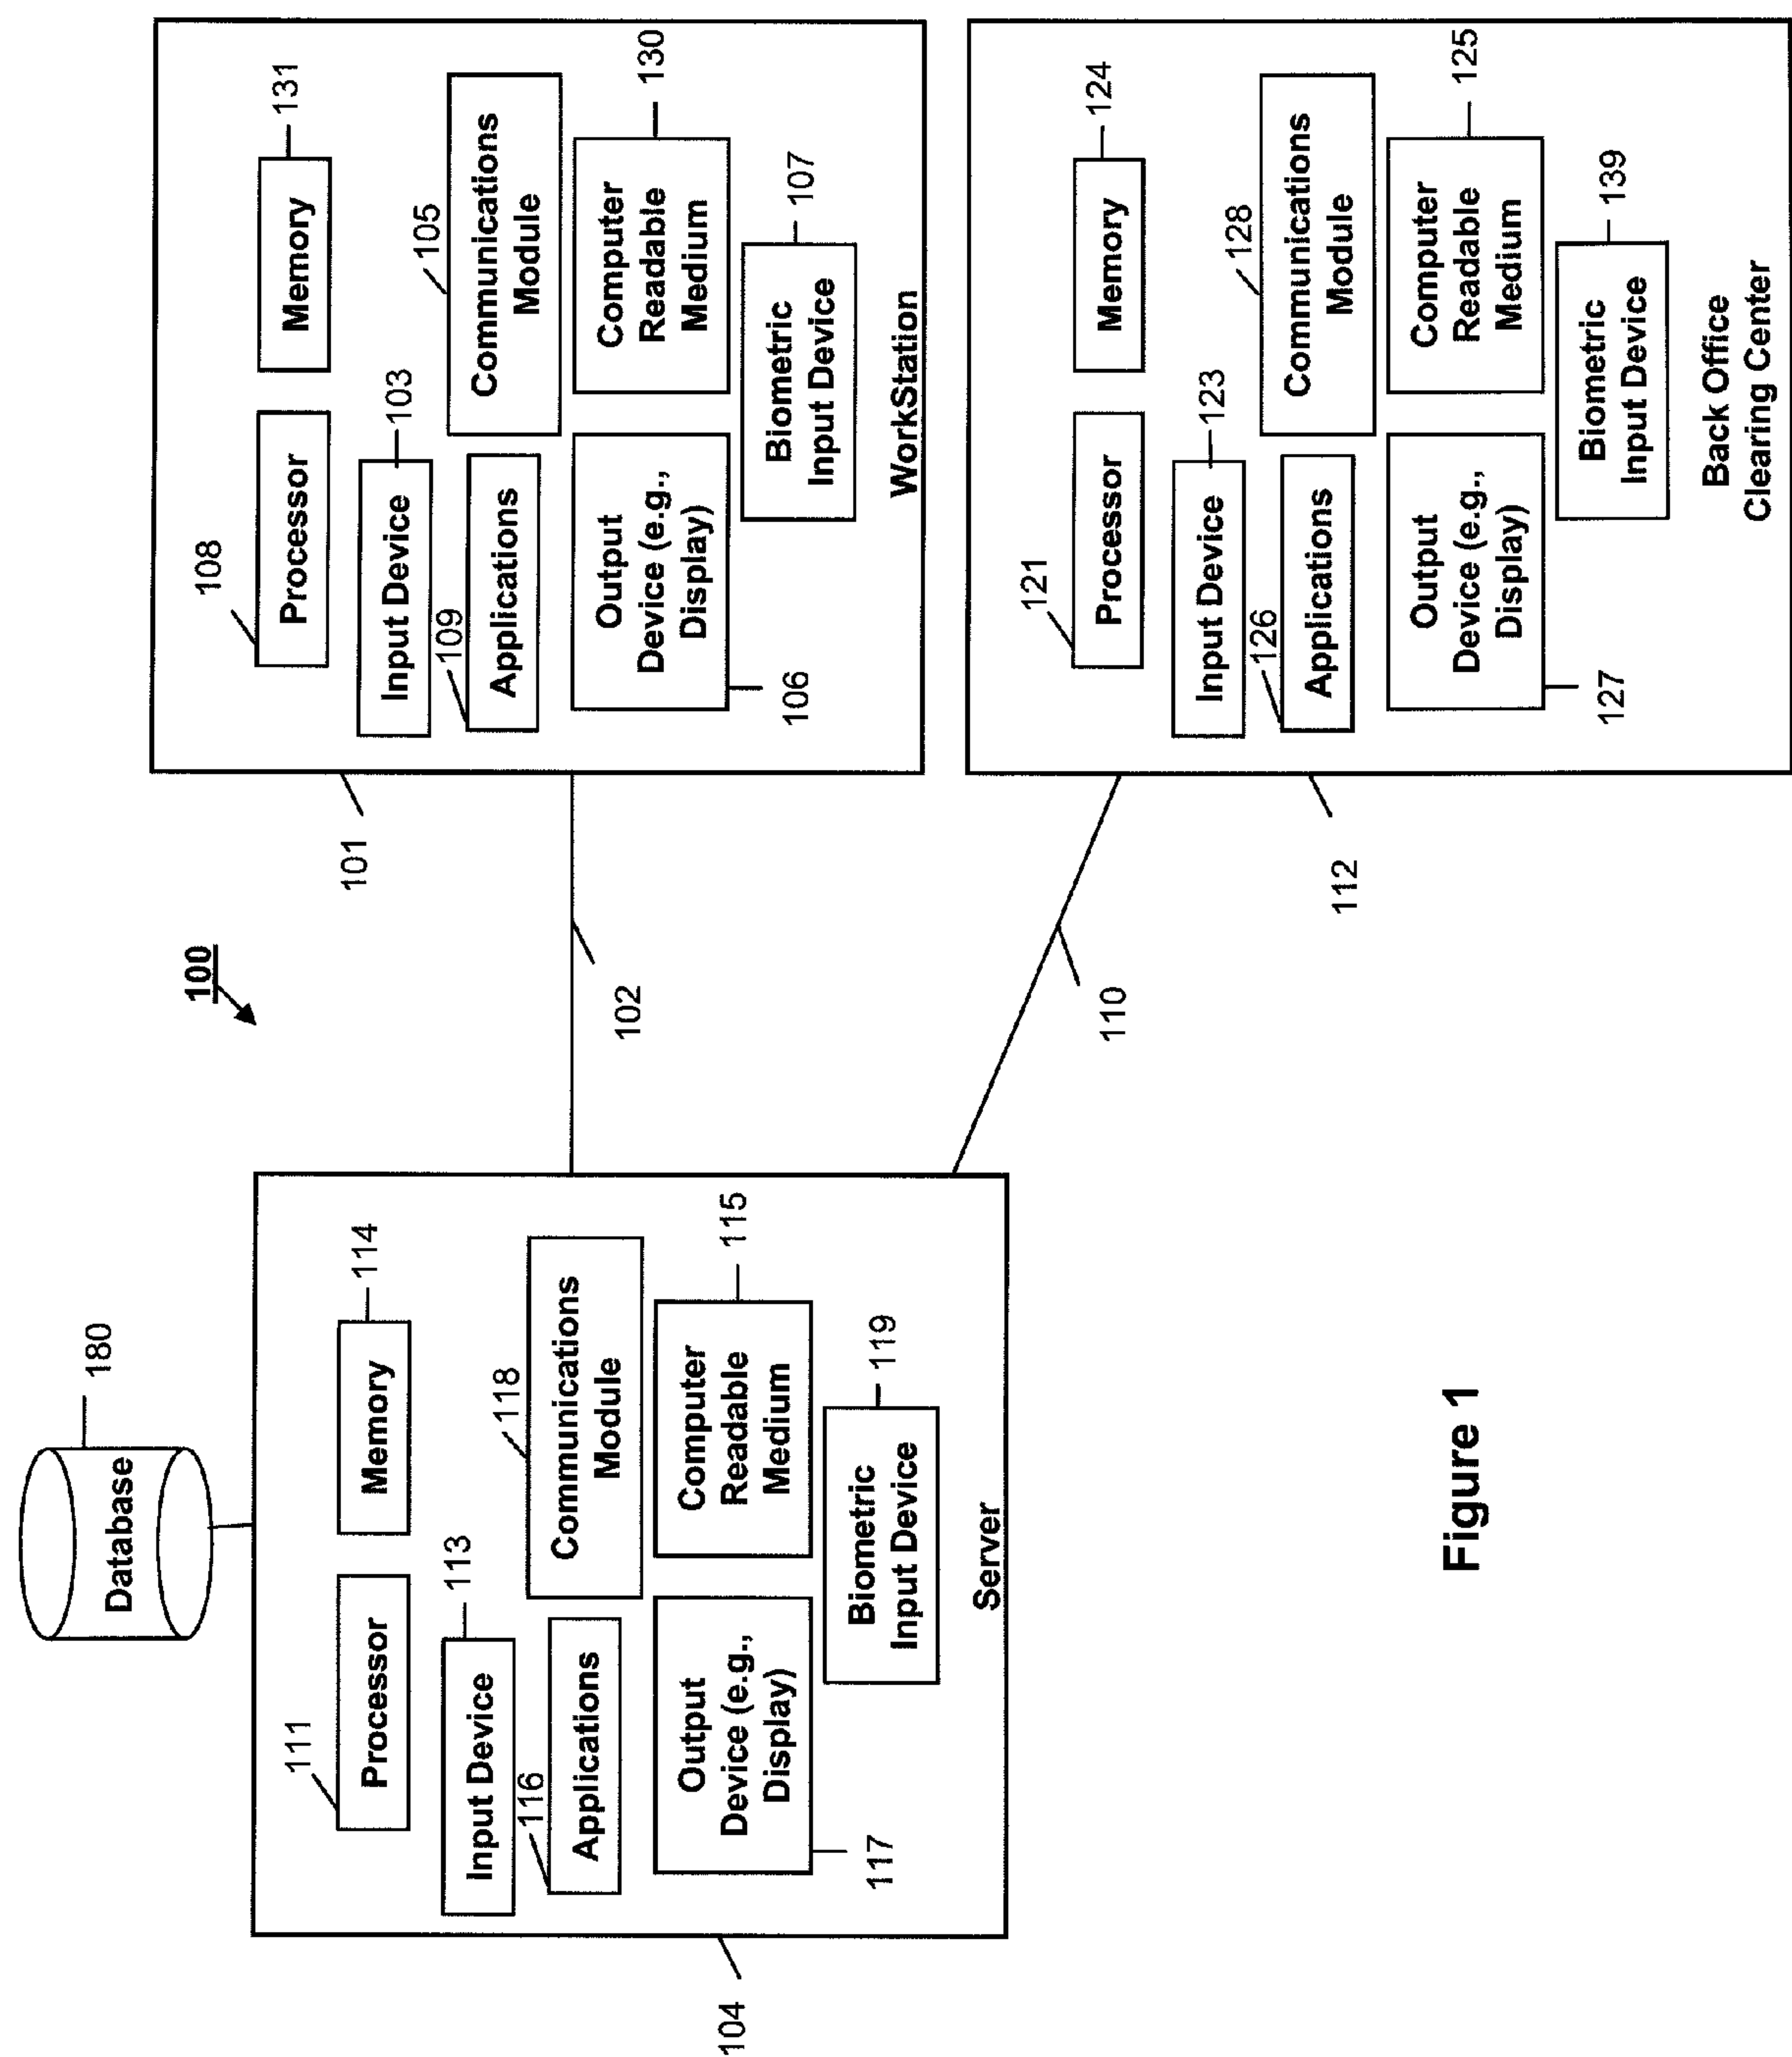 100
180
Database
111
114
Processor
Memory
113
Input Device
118
116
Communications
Module
Applications
115
Output
Device (e.g.,
Display)
Computer
Readable
Medium
117
119
Biometric
Input Device
Server
104
102
110
101
108
131
Processor
Memory
103
Input Device
105
109
Communications
Module
Applications
130
Output
Device (e.g.,
Display)
Computer
Readable
Medium
106
107
Biometric
Input Device
WorkStation
112
121
124
Processor
Memory
123
Input Device
128
126
Communications
Module
Applications
125
Output
Device (e.g.,
Display)
Computer
Readable
Medium
127
139
Biometric
Input Device
Back Office
Clearing Center
Figure 1